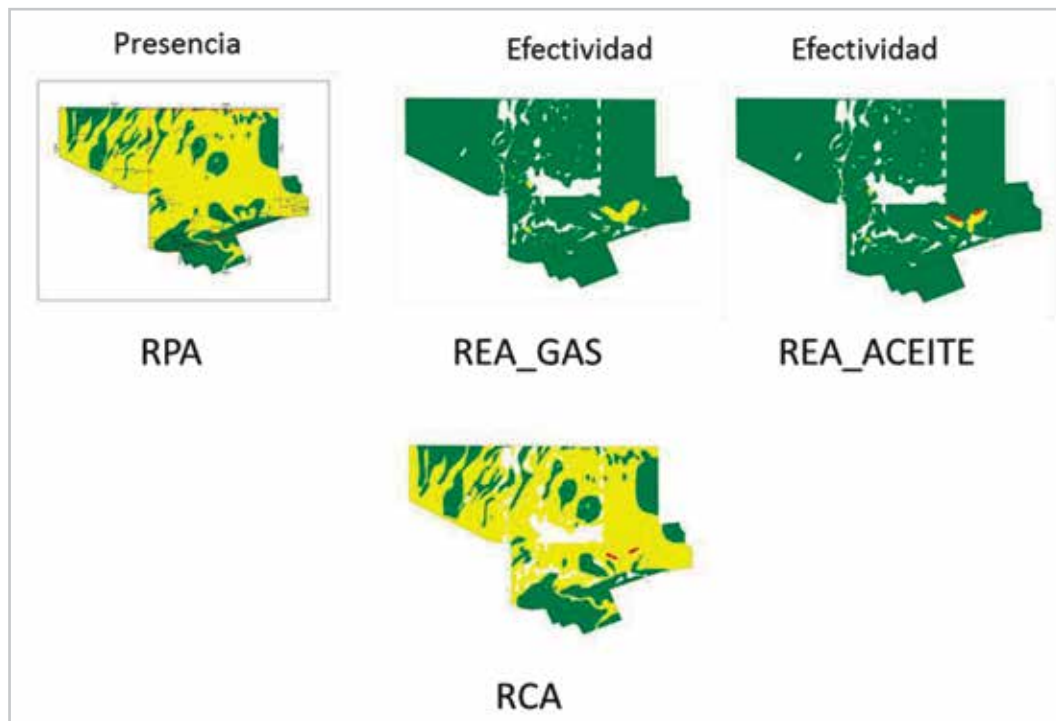 Presencia
Efectividad
Efectividad
RPA
REA_GAS
REA_ACEITE
RCA